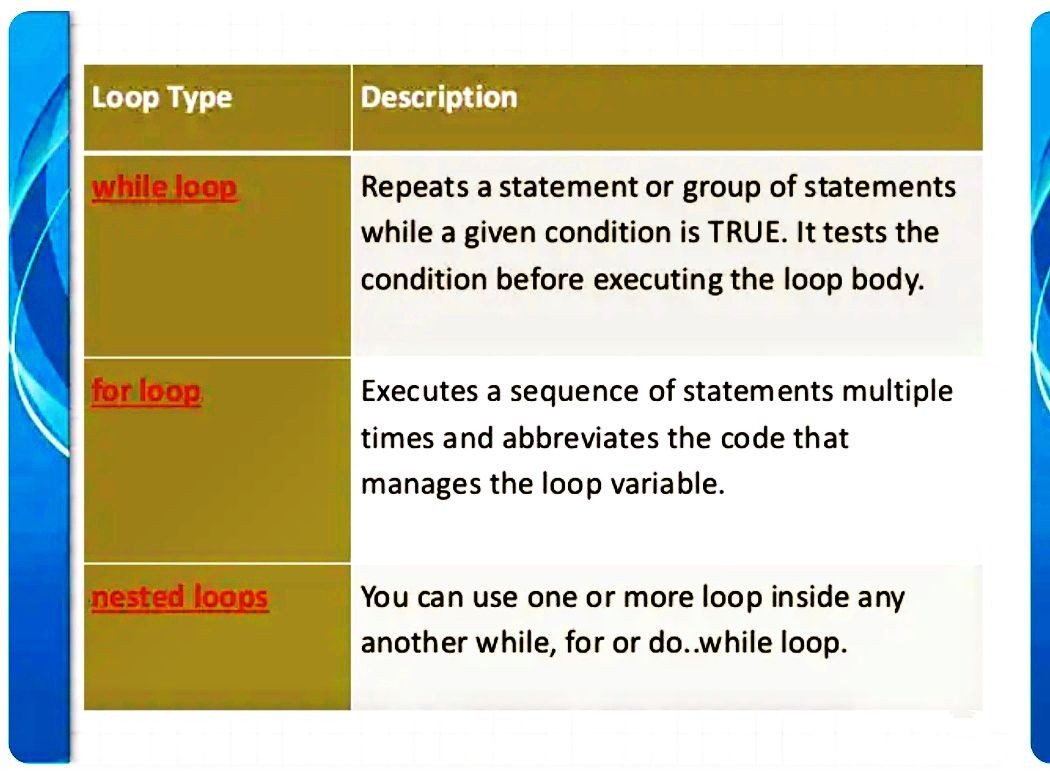 Loop Type
Description
while loop
Repeats a statement or group of statements
while a given condition is TRUE. It tests the
condition before executing the loop body.
for loop
Executes a sequence of statements multiple
times and abbreviates the code that
manages the loop variable.
nested loops
You can use one or more loop inside any
another while, for or do..while loop.